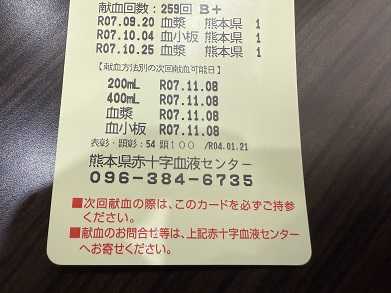 献血回数：259回 B+
R07.09.20 血漿 熊本県 1
R07.10.04 血小板 熊本県 1
R07.10.25 血漿 熊本県 1
【献血方法別の次回献血可能日】
200mL R07.11.08
400mL R07.11.08
血漿 R07.11.08
血小板 R07.11.08
表彰・顕彰：54 顕100 /R04.01.21
熊本県赤十字血液センター
096-384-6735
■次回献血の際は、このカードを必ずご持参
ください。
■献血のお問合せ等は、上記赤十字血液センター
へお寄せください。